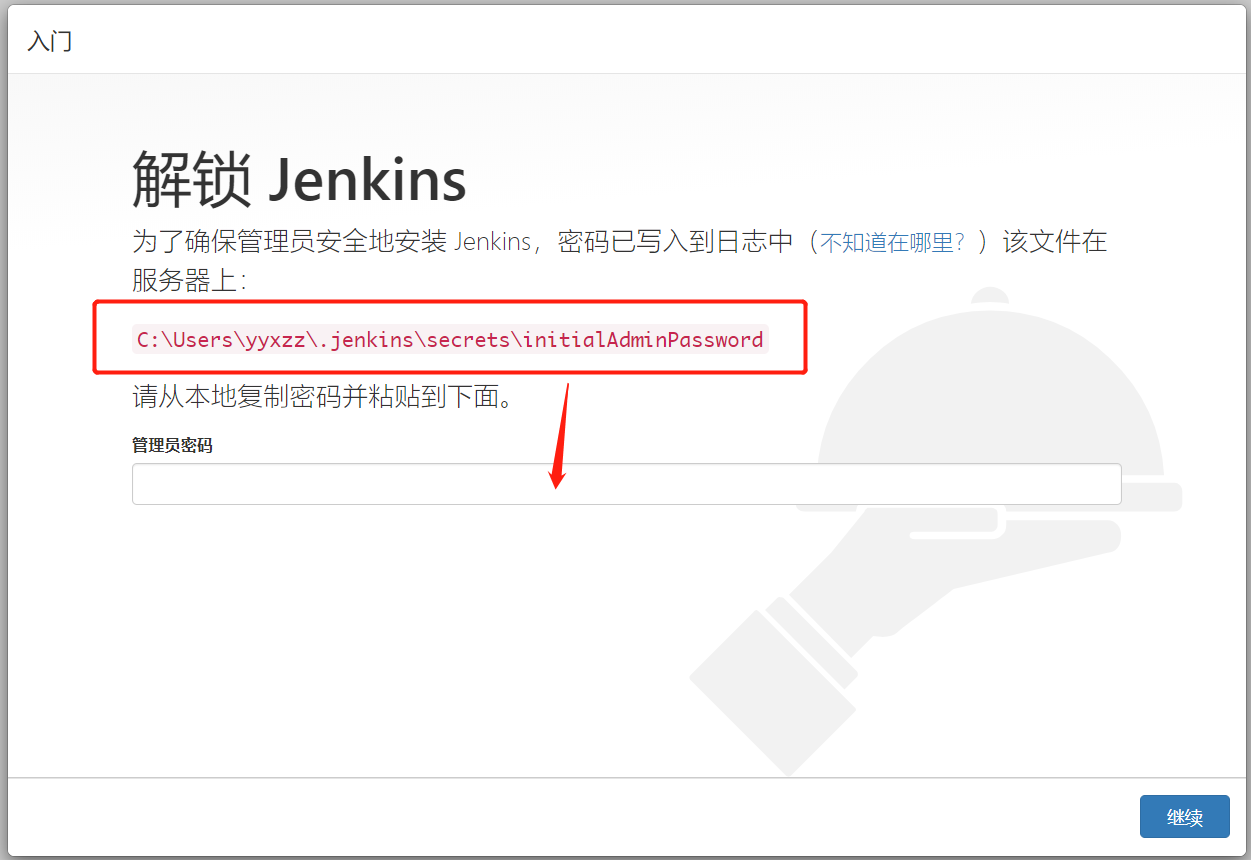 入门
解锁 Jenkins
为了确保管理员安全地安装 Jenkins，密码已写入到日志中（不知道在哪里？）该文件在
服务器上：
C:\Users\yyxzz\.jenkins\secrets\initialAdminPassword
请从本地复制密码并粘贴到下面。
管理员密码
继续